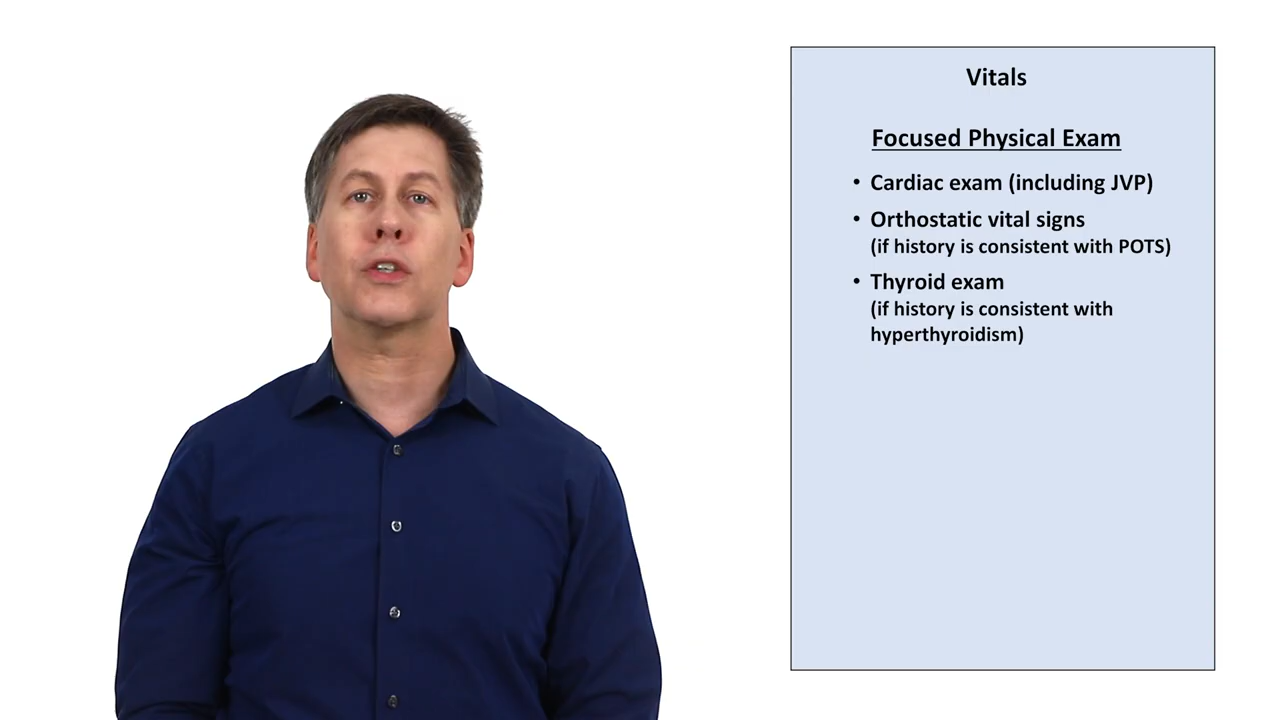 Vitals
Focused Physical Exam
• Cardiac exam (including JVP)
• Orthostatic vital signs
(if history is consistent with POTS)
• Thyroid exam
(if history is consistent with
hyperthyroidism)